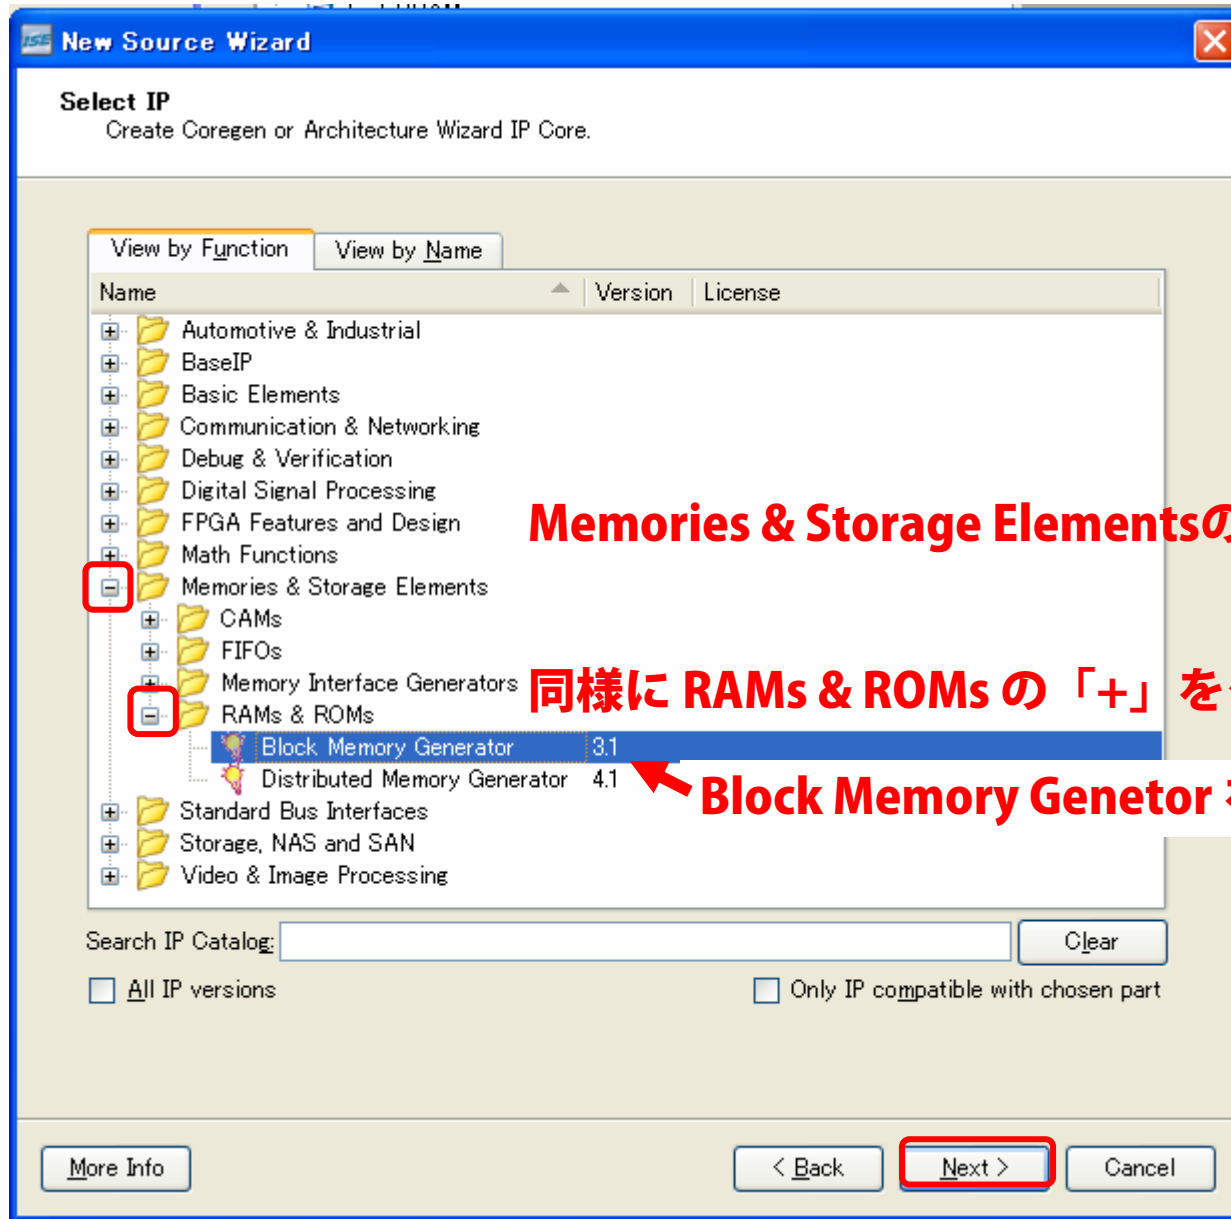 ISE New Source Wizard
Select IP
Create Coregen or Architecture Wizard IP Core.
View by Function View by Name
Name Version License
Automotive & Industrial
BaseIP
Basic Elements
Communication & Networking
Debug & Verification
Digital Signal Processing
FPGA Features and Design
Memories & Storage Elementsの
Math Functions
Memories & Storage Elements
CAMs
FIFOs
Memory Interface Generators
同様に RAMs & ROMs の「+」を
RAMs & ROMs
Block Memory Generator 3.1
Distributed Memory Generator 4.1
Block Memory Genetor
Standard Bus Interfaces
Storage, NAS and SAN
Video & Image Processing
Search IP Catalog: Clear
All IP versions Only IP compatible with chosen part
More Info < Back Next > Cancel